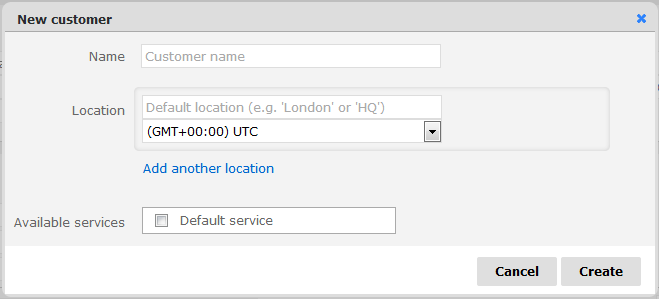 New customer
Name Customer name
Location Default location (e.g. 'London' or 'HQ')
(GMT+00:00) UTC
Add another location
Available services Default service
Cancel Create